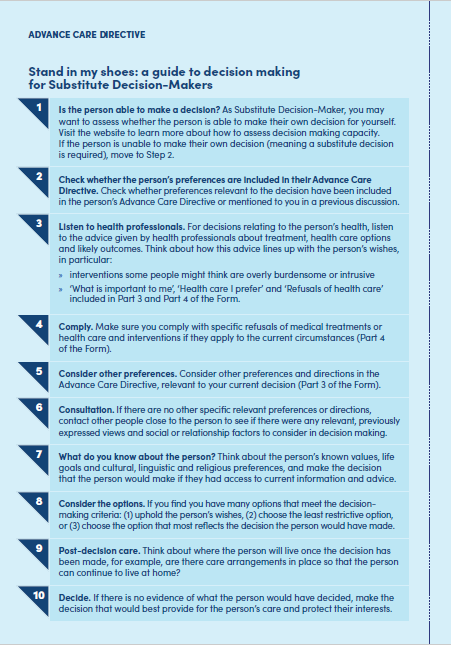 ADVANCE CARE DIRECTIVE
Stand in my shoes: a guide to decision making
for Substitute Decision-Makers
1
Is the person able to make a decision? As Substitute Decision-Maker, you may
want to assess whether the person is able to make their own decision for yourself.
Visit the website to learn more about how to assess decision making capacity.
If the person is unable to make their own decision (meaning a substitute decision
is required), move to Step 2.
2
Check whether the person's preferences are included in their Advance Care
Directive. Check whether preferences relevant to the decision have been included
in the person's Advance Care Directive or mentioned to you in a previous discussion.
3
Listen to health professionals. For decisions relating to the person's health, listen
to the advice given by health professionals about treatment, health care options
and likely outcomes. Think about how this advice lines up with the person's wishes,
in particular:
» interventions some people might think are overly burdensome or intrusive
» 'What is important to me', 'Health care I prefer' and 'Refusals of health care'
included in Part 3 and Part 4 of the Form.
4
Comply. Make sure you comply with specific refusals of medical treatments or
health care and interventions if they apply to the current circumstances (Part 4
of the Form).
5
Consider other preferences. Consider other preferences and directions in the
Advance Care Directive, relevant to your current decision (Part 3 of the Form).
6
Consultation. If there are no other specific relevant preferences or directions,
contact other people close to the person to see if there were any relevant, previously
expressed views and social or relationship factors to consider in decision making.
7
What do you know about the person? Think about the person's known values, life
goals and cultural, linguistic and religious preferences, and make the decision
that the person would make if they had access to current information and advice.
8
Consider the options. If you find you have many options that meet the decision-
making criteria: (1) uphold the person's wishes, (2) choose the least restrictive option,
or (3) choose the option that most reflects the decision the person would have made.
9
Post-decision care. Think about where the person will live once the decision has
been made, for example, are there care arrangements in place so that the person
can continue to live at home?
10
Decide. If there is no evidence of what the person would have decided, make the
decision that would best provide for the person's care and protect their interests.